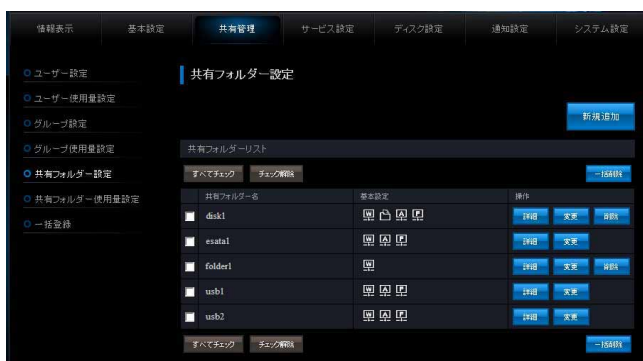 情報表示 基本設定 共有管理 サービス設定 ディスク設定 通知設定 システム設定
ユーザー設定
ユーザー使用量設定
グループ設定
グループ使用量設定
共有フォルダー設定
共有フォルダー使用量設定
一括登録
共有フォルダー設定
新規追加
共有フォルダーリスト
すべてチェック チェック解除 一括削除
共有フォルダー名 基本設定 操作
disk1 W A F 詳細 変更 削除
esata1 W A F 詳細 変更
folder1 W 詳細 変更 削除
usb1 W A F 詳細 変更
usb2 W A F 詳細 変更
すべてチェック チェック解除 一括削除